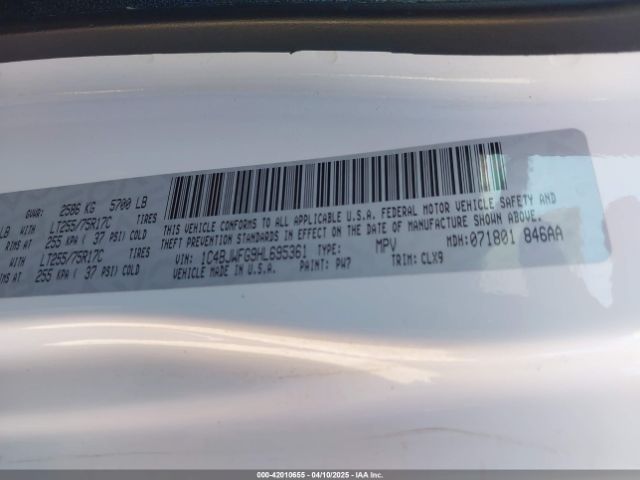 GVWR: 2586 KG 5700 LB
LB WITH LT255/75R17C TIRES
RIMS AT 255 KPA ( 37 PSI) COLD
WITH LT255/75R17C TIRES
RIMS AT 255 KPA ( 37 PSI) COLD
THIS VEHICLE CONFORMS TO ALL APPLICABLE U.S.A. FEDERAL MOTOR VEHICLE SAFETY AND
THEFT PREVENTION STANDARDS IN EFFECT ON THE DATE OF MANUFACTURE SHOWN ABOVE.
VIN: 1C4BJWFG9HL695361 TYPE: MPV MDH:071801 846AA
VEHICLE MADE IN U.S.A. PAINT: PW7 TRIM: CLX9
000-42010655 - 04/10/2025 - IAA Inc.